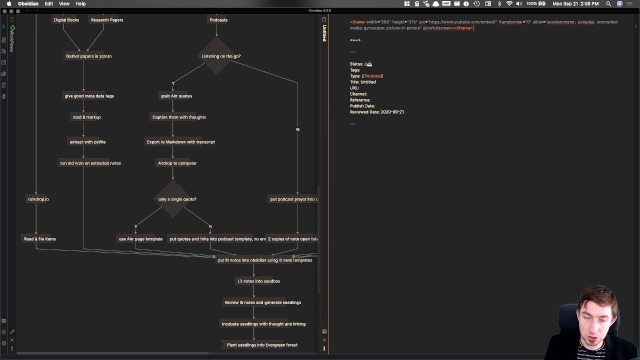 Obsidian File Edit View Help
Mon Sep 21 2:08 PM
Digital Books
Research Papers
Podcasts
Gather papers in zotero
Listening on the go?
give good meta data tags
grab Airr quotes
read & markup
Caption them with thoughts
N
extract with zotfile
Export to Markdown with transcript
run md note on extracted notes
Airdrop to computer
raindrop.io
only a single quote?
put podcast player into
Y
N
Read & file items
use Airr page template
put quotes and links into podcast template, no em
2 copies of note open
put lit notes into obsidian using lit note templates
notes into seedbox
Review lit notes and generate seedlings
Incubate seedlings with thought and linking
Plant seedlings into Evergreen forest
Untitled
<iframe width="560" height="315" src="https://www.youtube.com/embed/" frameborder="0" allow="accelerometer; autoplay; encrypted-
media; gyroscope; picture-in-picture" allowfullscreen></iframe>
---
Status: #
Tags:
Type: [[Youtube]]
Title: Untitled
URL:
Channel:
Reference:
Publish Date:
Reviewed Date: 2020-09-21
---